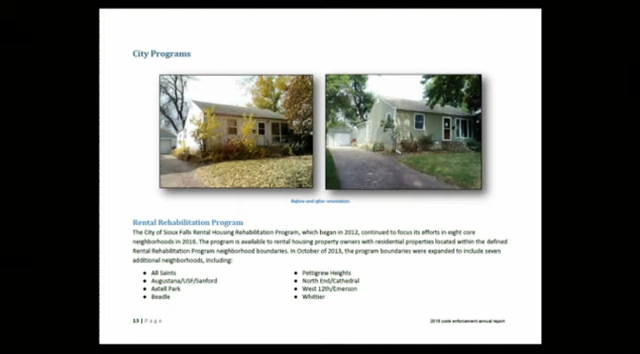 City Programs
Before and after renovation.
Rental Rehabilitation Program
The City of Sioux Falls Rental Housing Rehabilitation Program, which began in 2012, continued to focus its efforts in eight core
neighborhoods in 2016. The program is available to rental housing property owners with residential properties located within the defined
Rental Rehabilitation Program neighborhood boundaries. In October of 2013, the program boundaries were expanded to include seven
additional neighborhoods, including:
• All Saints
• Augustana/USF/Sanford
• Axtell Park
• Beadle
• Pettigrew Heights
• North End/Cathedral
• West 12th/Emerson
• Whittier
13 | Page
2016 code enforcement annual report